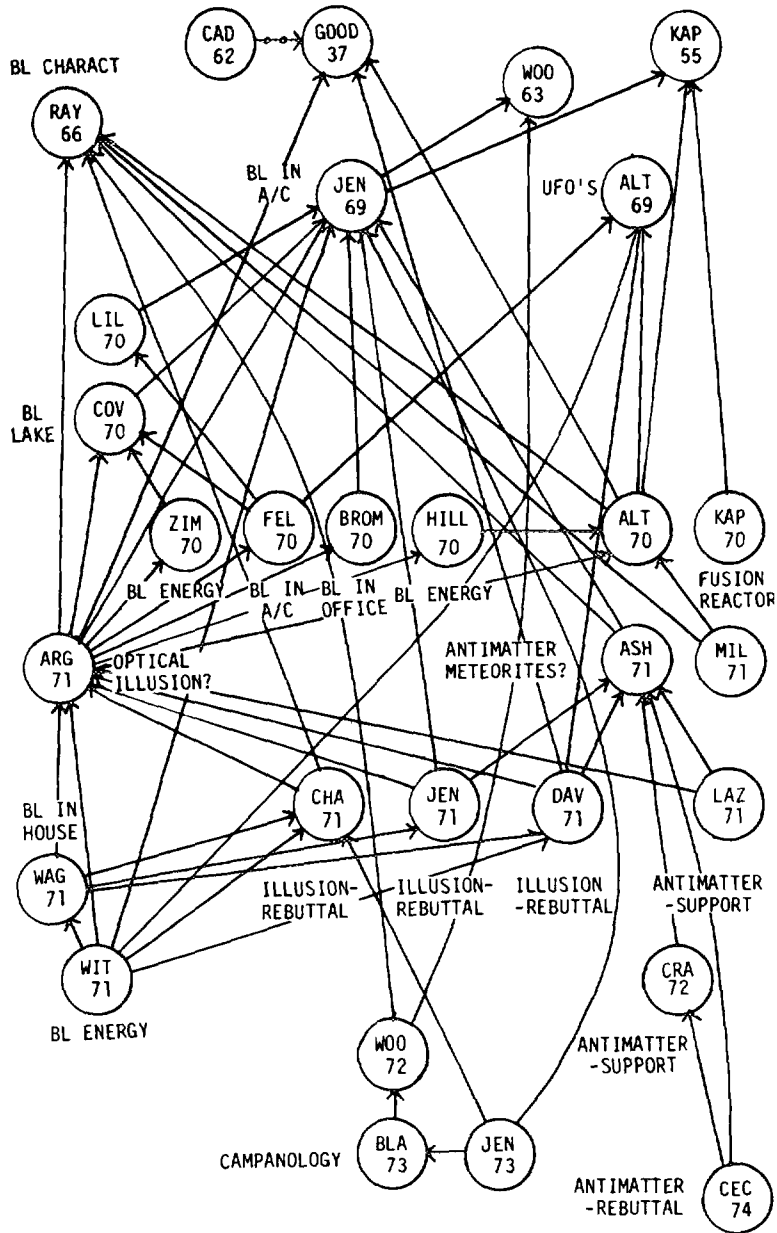 CAD
62
GOOD
37
KAP
55
WOO
63
BL CHARACT
RAY
66
BL IN
A/C
JEN
69
UFO'S
ALT
69
LIL
70
BL
LAKE
COV
70
ZIM
70
FEL
70
BROM
70
HILL
70
ALT
70
KAP
70
BL ENERGY
BL IN
A/C
BL IN
OFFICE
BL ENERGY
FUSION
REACTOR
ARG
71
OPTICAL
ILLUSION?
ANTIMATTER
METEORITES?
ASH
71
MIL
71
BL IN
HOUSE
CHA
71
JEN
71
DAV
71
LAZ
71
WAG
71
ILLUSION-
REBUTTAL
ILLUSION-
REBUTTAL
ILLUSION
-REBUTTAL
ANTIMATTER
-SUPPORT
WIT
71
BL ENERGY
CRA
72
WOO
72
ANTIMATTER
-SUPPORT
CAMPANOLOGY
BLA
73
JEN
73
ANTIMATTER
-REBUTTAL
CEC
74